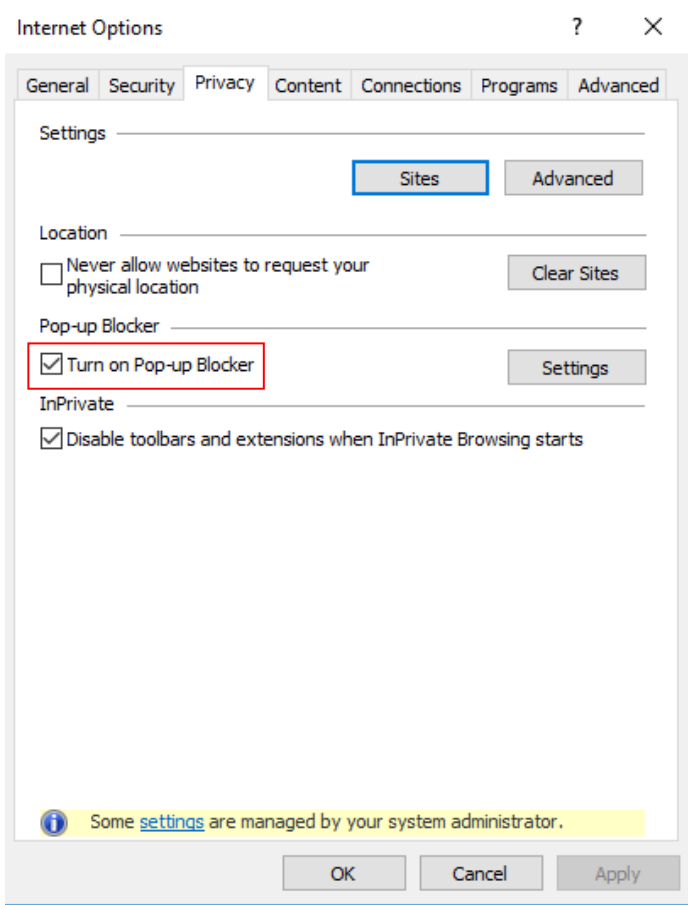 Internet Options ?
General Security Privacy Content Connections Programs Advanced
Settings
Sites Advanced
Location
Never allow websites to request your
physical location
Clear Sites
Pop-up Blocker
Turn on Pop-up Blocker Settings
InPrivate
Disable toolbars and extensions when InPrivate Browsing starts
Some settings are managed by your system administrator.
OK Cancel Apply